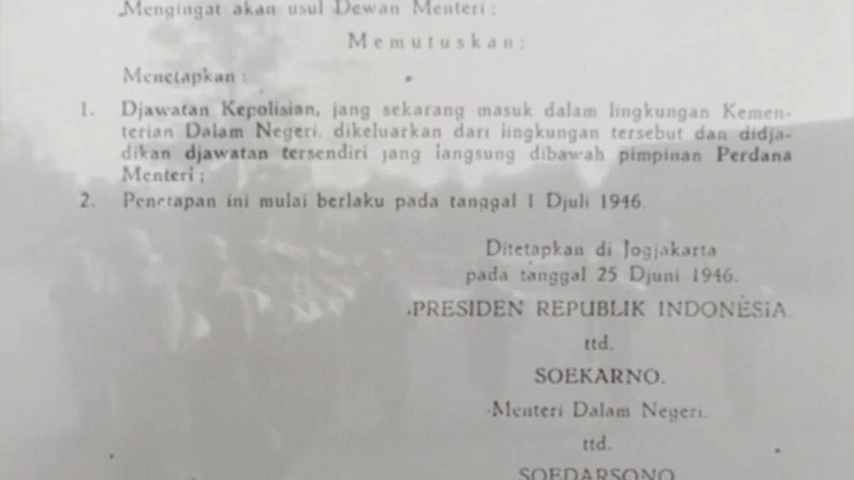 Mengingat akan usul Dewan Menteri ;
Memutuskan :
Menetapkan :
1. Djawatan Kepolisian, jang sekarang masuk dalam lingkungan Kemen-
terian Dalam Negeri dikeluarkan dari lingkungan tersebut dan didja-
dikan djawatan tersendiri jang langsung dibawah pimpinan Perdana
Menteri ;
2. Penetapan ini mulai berlaku pada tanggal 1 Djuli 1946.
Ditetapkan di Jogjakarta
pada tanggal 25 Djuni 1946.
PRESIDEN REPUBLIK INDONESIA.
ttd.
SOEKARNO.
Menteri Dalam Negeri.
ttd.
SOEDARSONO